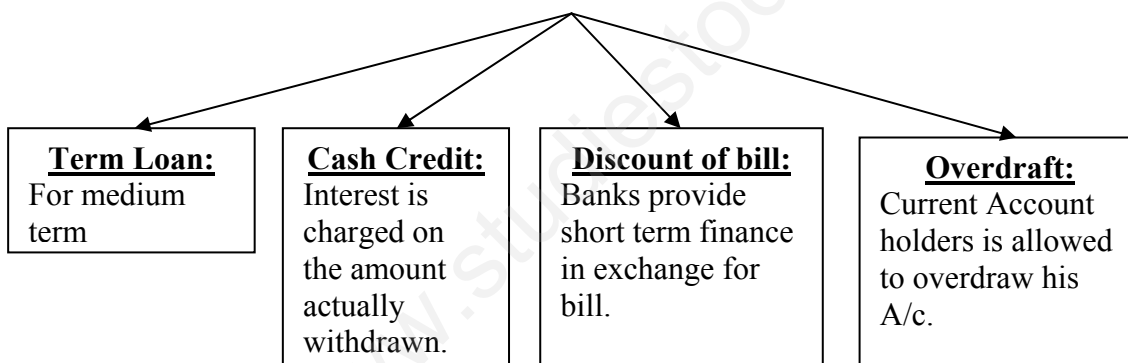 Term Loan:
For medium
term
Cash Credit:
Interest is
charged on
the amount
actually
withdrawn.
Discount of bill:
Banks provide
short term finance
in exchange for
bill.
Overdraft:
Current Account
holders is allowed
to overdraw his
A/c.